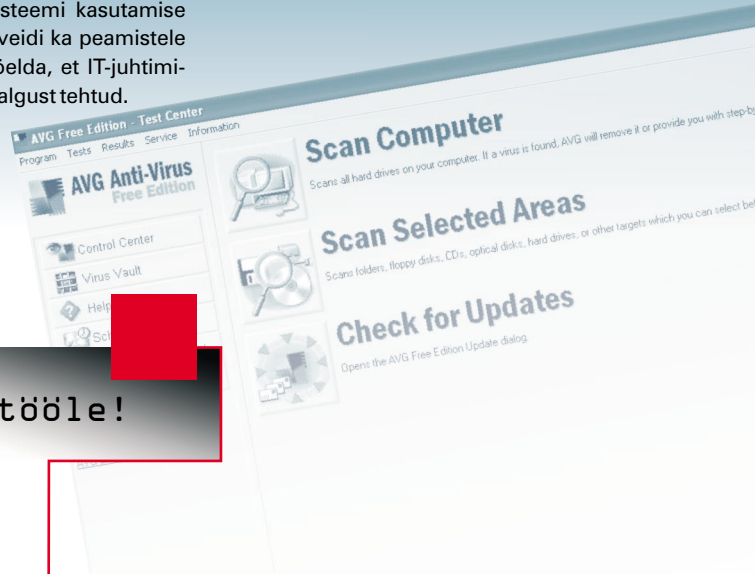 steemi kasutamise
veidi ka peamistele
öelda, et IT-juhtimi-
algust tehtud.
AVG Free Edition - Test Center
Program Tests Results Service Information
AVG Anti-Virus
Free Edition
Control Center
Virus Vault
Help
Sch
Scan Computer
Scans all hard drives on your computer. If a virus is found, AVG will remove it or provide you with step-by
Scan Selected Areas
Scans folders, floppy disks, CDs, optical disks, hard drives, or other targets which you can select bel
Check for Updates
Opens the AVG Free Edition Update dialog.
tööle!